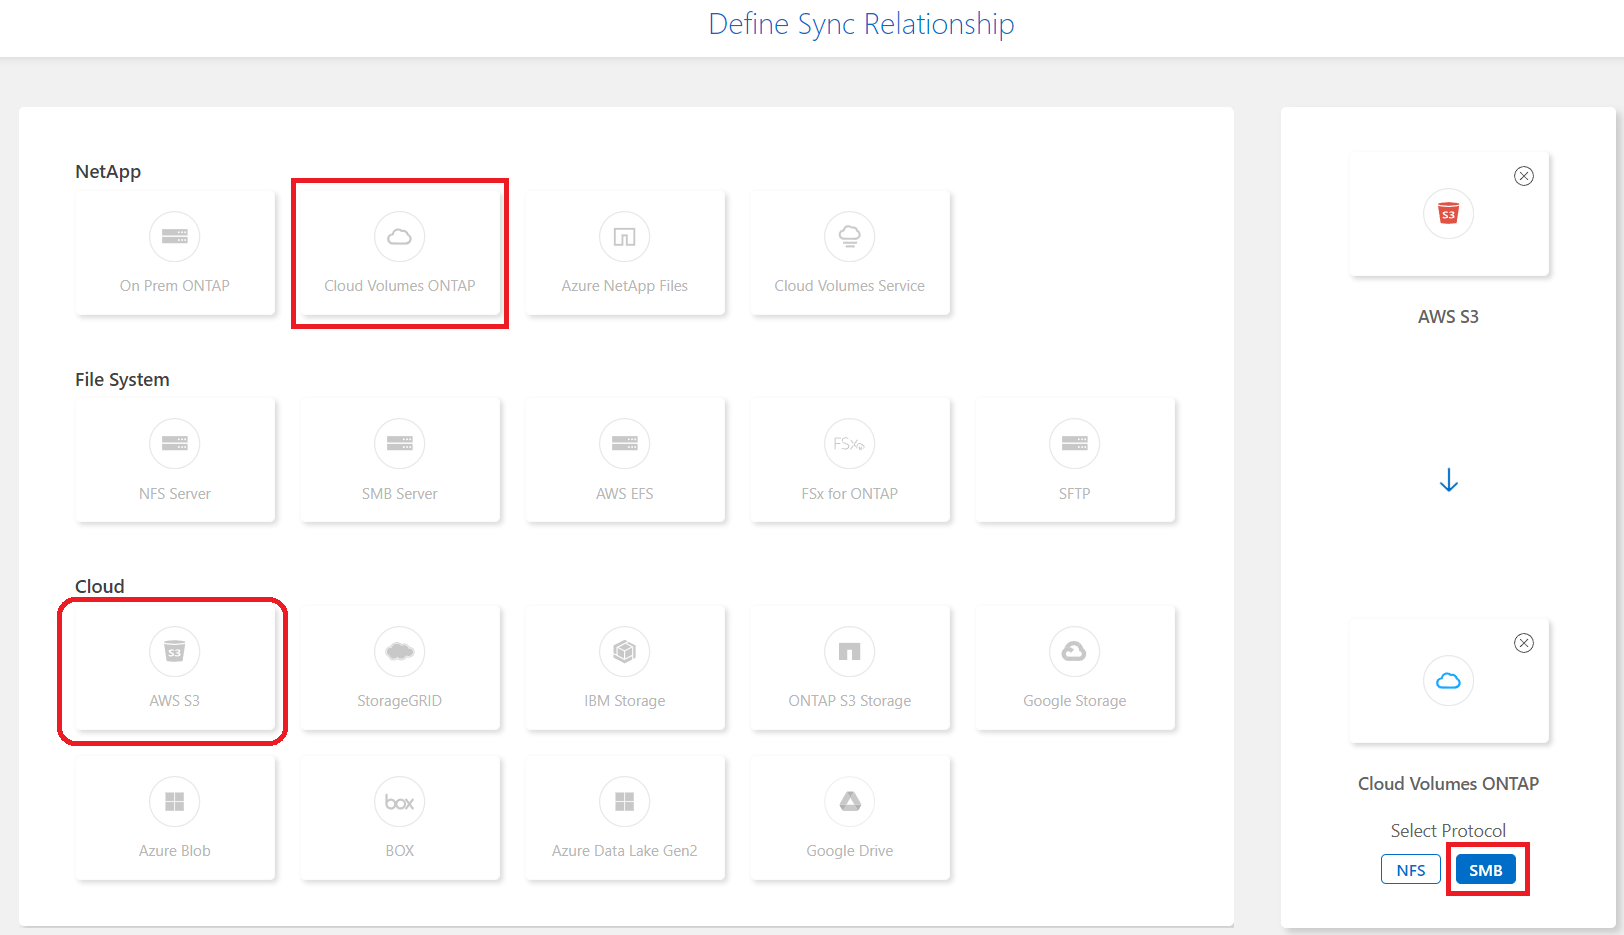 Define Sync Relationship
NetApp
On Prem ONTAP
Cloud Volumes ONTAP
Azure NetApp Files
Cloud Volumes Service
File System
NFS Server
SMB Server
AWS EFS
FSx
FSx for ONTAP
SFTP
Cloud
S3
AWS S3
StorageGRID
IBM Storage
ONTAP S3 Storage
Google Storage
Azure Blob
box
BOX
Azure Data Lake Gen2
Google Drive
S3
AWS S3
Cloud Volumes ONTAP
Select Protocol
NFS SMB